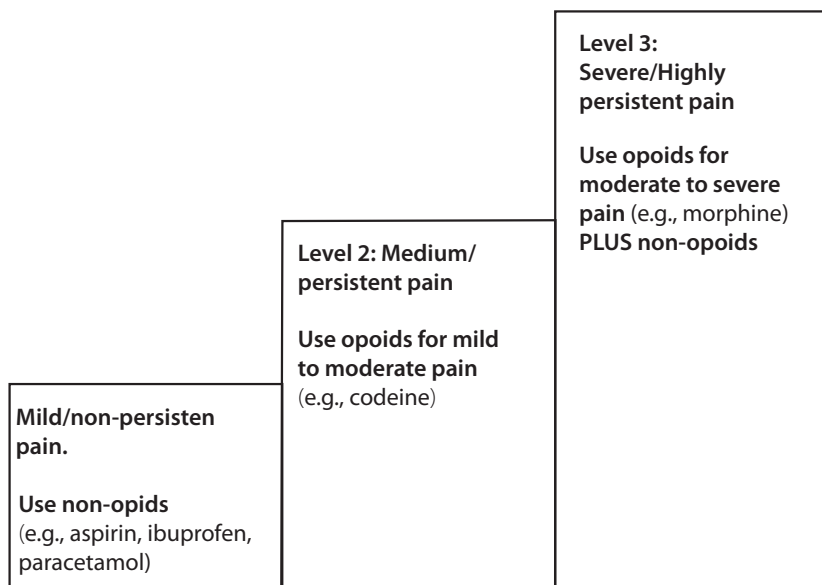 Mild/non-persisten
pain.
Use non-opids
(e.g., aspirin, ibuprofen,
paracetamol)
Level 2: Medium/
persistent pain
Use opoids for mild
to moderate pain
(e.g., codeine)
Level 3:
Severe/Highly
persistent pain
Use opoids for
moderate to severe
pain (e.g., morphine)
PLUS non-opoids